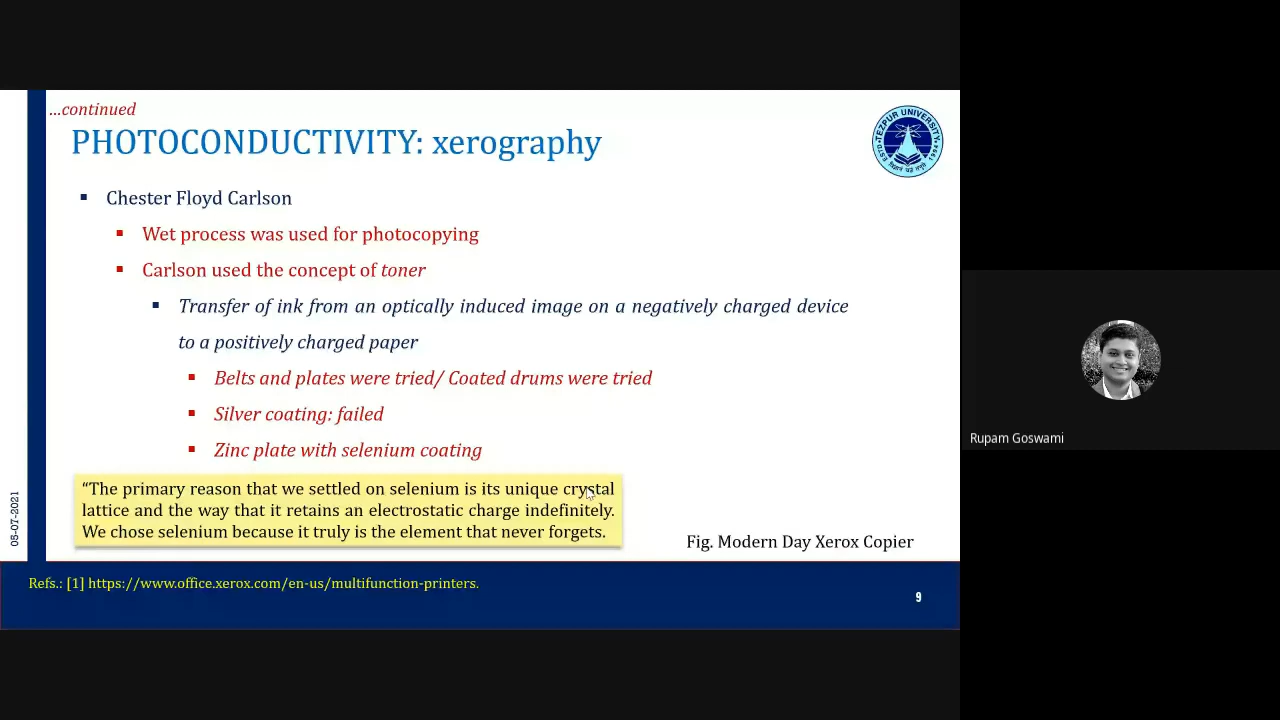 ...continued
PHOTOCONDUCTIVITY: xerography
TEZPUR UNIVERSITY
Chester Floyd Carlson
Wet process was used for photocopying
Carlson used the concept of toner
Transfer of ink from an optically induced image on a negatively charged device
to a positively charged paper
Belts and plates were tried/ Coated drums were tried
Silver coating: failed
Zinc plate with selenium coating
“The primary reason that we settled on selenium is its unique crystal
lattice and the way that it retains an electrostatic charge indefinitely.
We chose selenium because it truly is the element that never forgets.
Fig. Modern Day Xerox Copier
08-07-2021
Refs.: [1] https://www.office.xerox.com/en-us/multifunction-printers.
9
Rupam Goswami